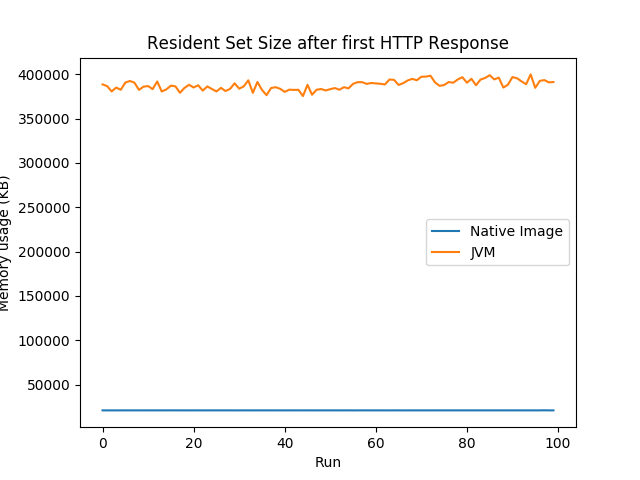 Resident Set Size after first HTTP Response
400000
350000
300000
250000
200000
150000
100000
50000
Memory usage (KB)
Native Image
JVM
0 20 40 60 80 100
Run